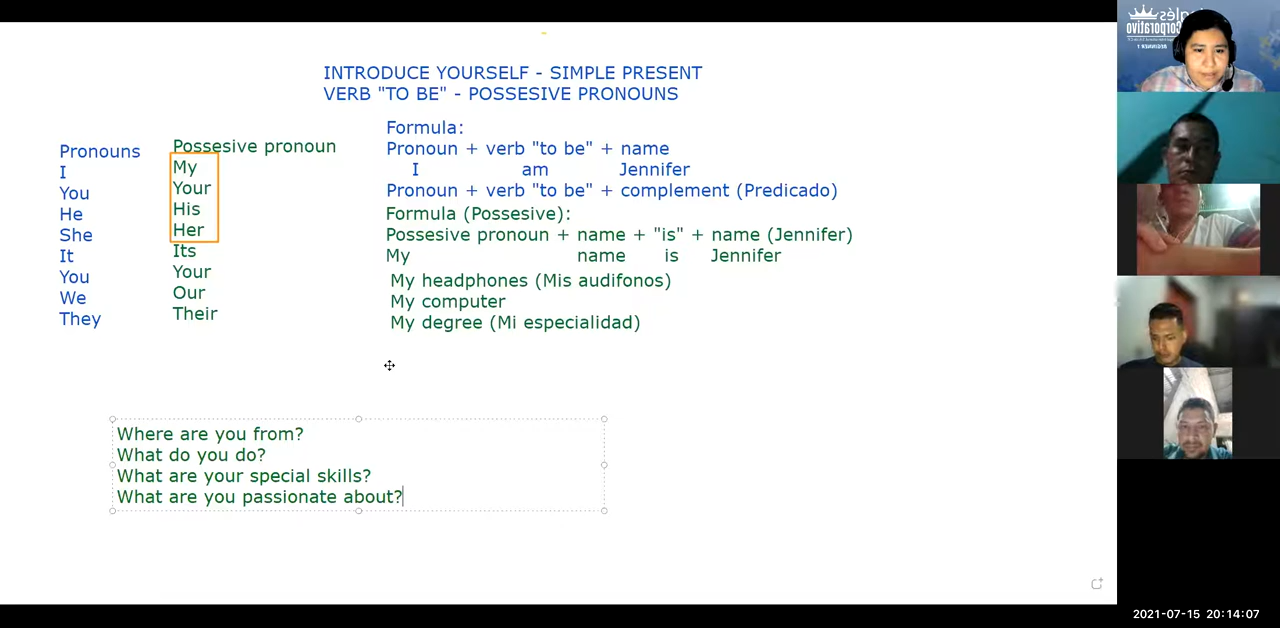 INTRODUCE YOURSELF - SIMPLE PRESENT
VERB "TO BE" - POSSESIVE PRONOUNS
Pronouns
I
You
He
She
It
You
We
They
Possesive pronoun
My
Your
His
Her
Its
Your
Our
Their
Formula:
Pronoun + verb "to be" + name
I am Jennifer
Pronoun + verb "to be" + complement (Predicado)
Formula (Possesive):
Possesive pronoun + name + "is" + name (Jennifer)
My name is Jennifer
My headphones (Mis audifonos)
My computer
My degree (Mi especialidad)
Where are you from?
What do you do?
What are your special skills?
What are you passionate about?
Inglés
Corporativo
BEGINNER 1
2021-07-15 20:14:07